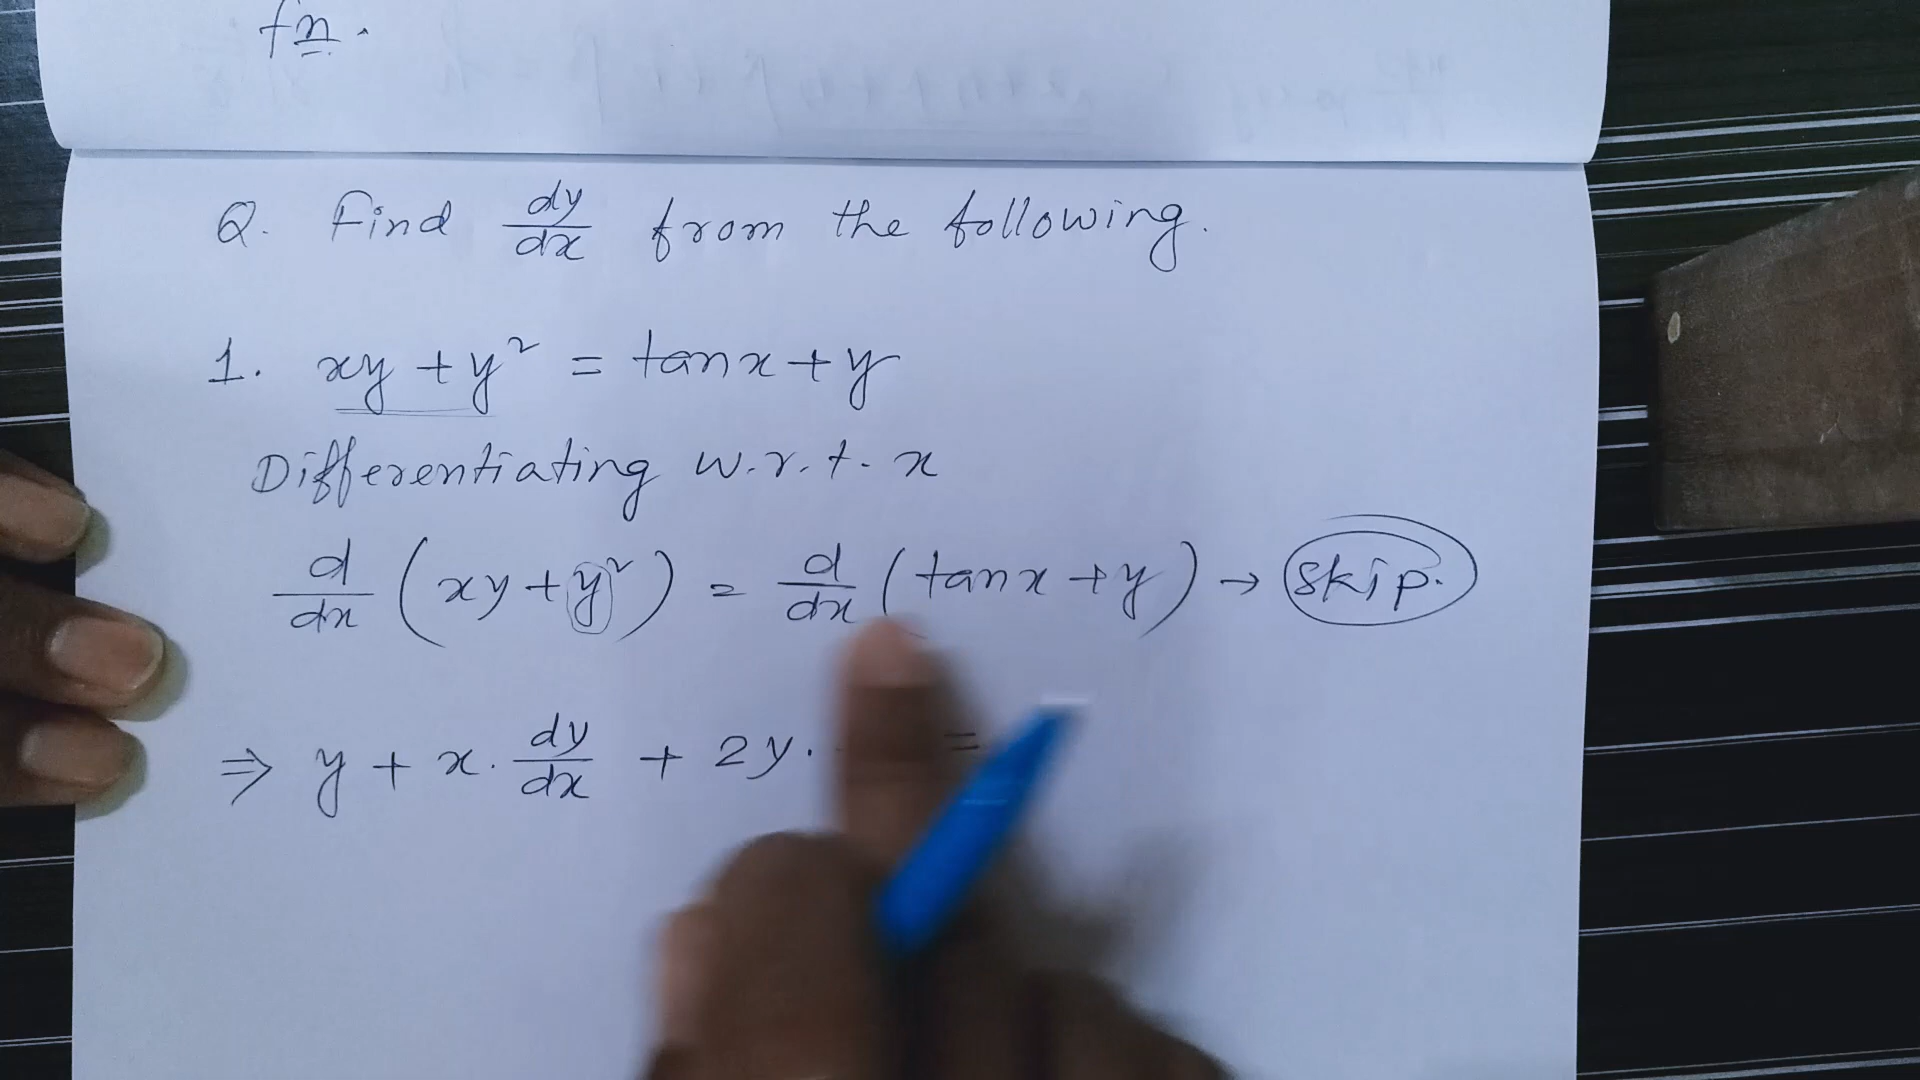 fn.
Q. Find dy/dx from the following.
1. xy + y² = tanx + y
Differentiating w.r.t. x
d/dx (xy + y²) = d/dx (tanx + y) → Skip.
⇒ y + x. dy/dx + 2y. =